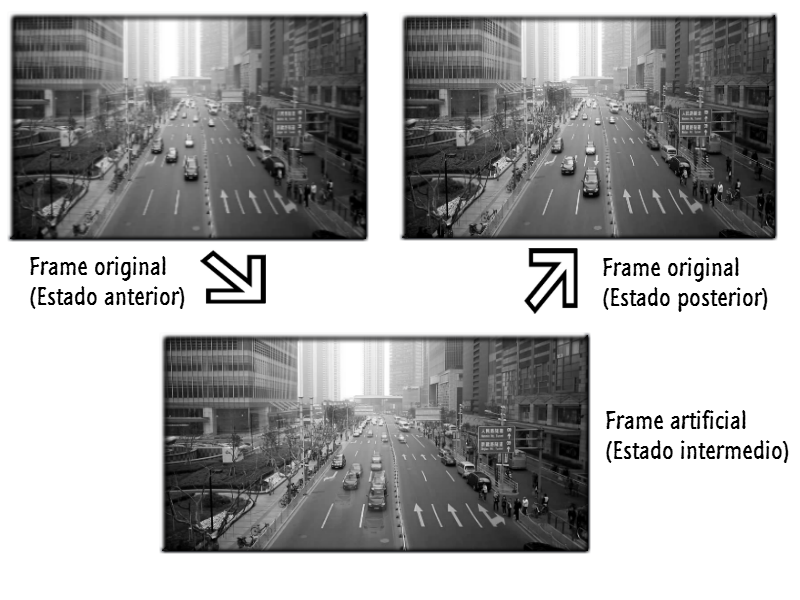 Frame original
(Estado anterior)
Frame original
(Estado posterior)
Frame artificial
(Estado intermedio)